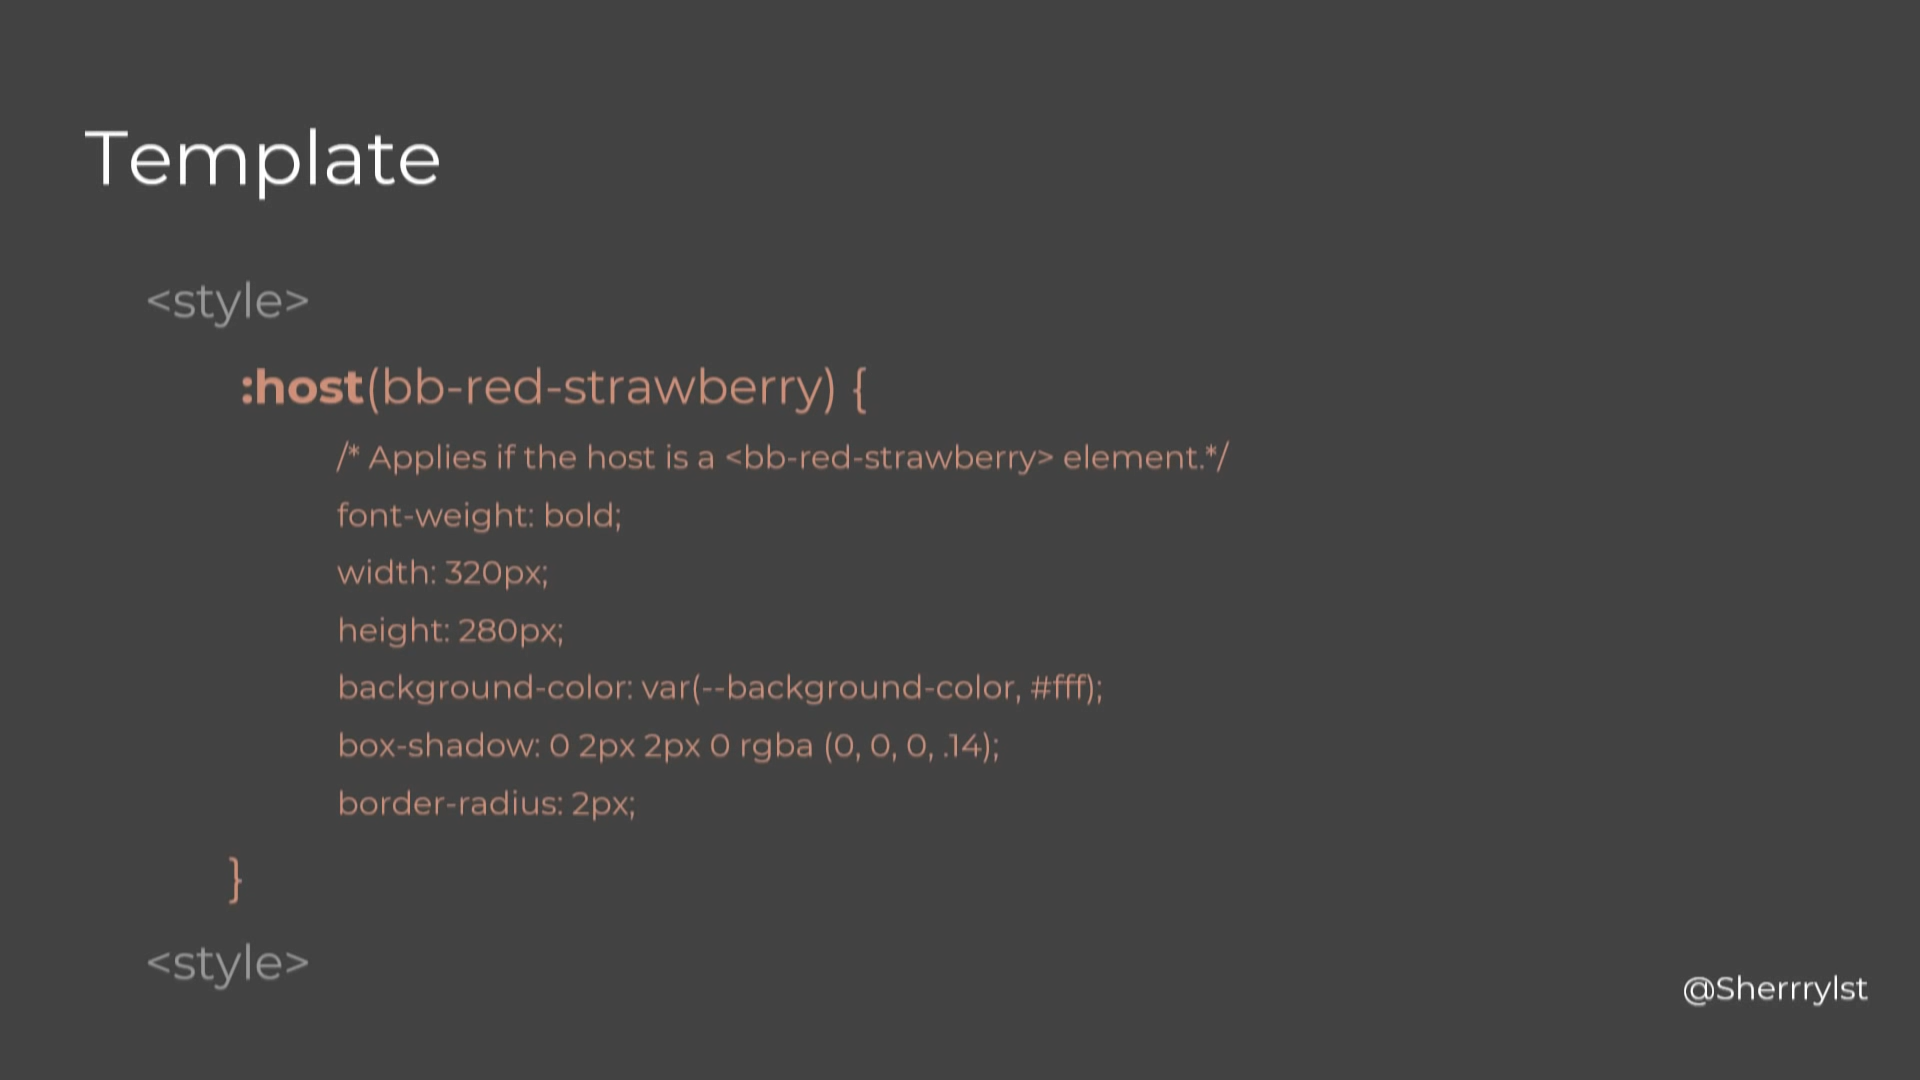 Template
<style>
:host(bb-red-strawberry) {
/* Applies if the host is a <bb-red-strawberry> element.*/
font-weight: bold;
width: 320px;
height: 280px;
background-color: var(--background-color, #fff);
box-shadow: 0 2px 2px 0 rgba (0, 0, 0, .14);
border-radius: 2px;
}
<style>
@Sherrrylst